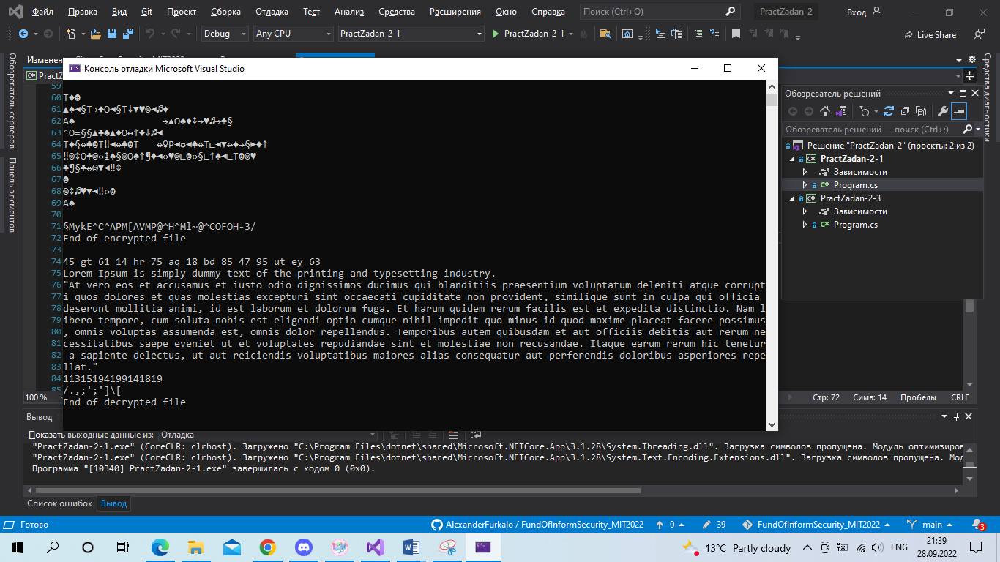 Файл Правка Вид Git Проект Сборка Отладка Тест Анализ Средства Расширения Окно Справка Поиск (Ctrl+Q) PractZadan-2 Вход
Debug Any CPU PractZadan-2-1 PractZadan-2-1 Live Share
Обозреватель серверов
Панель элементов
Средства диагностики
Консоль отладки Microsoft Visual Studio
59
60
61
62
63
64
65
66
67
68
69
70
71 §MykE^C^APM[AVMP@^H^Ml~@^COFOH-3/
72 End of encrypted file
73
74 45 gt 61 14 hr 75 aq 18 bd 85 47 95 ut ey 63
75 Lorem Ipsum is simply dummy text of the printing and typesetting industry.
76 "At vero eos et accusamus et iusto odio dignissimos ducimus qui blanditiis praesentium voluptatum deleniti atque corrupt
77 i quos dolores et quas molestias excepturi sint occaecati cupiditate non provident, similique sunt in culpa qui officia
78 deserunt mollitia animi, id est laborum et dolorum fuga. Et harum quidem rerum facilis est et expedita distinctio. Nam l
79 ibero tempore, cum soluta nobis est eligendi optio cumque nihil impedit quo minus id quod maxime placeat facere possimus
80 , omnis voluptas assumenda est, omnis dolor repellendus. Temporibus autem quibusdam et aut officiis debitis aut rerum ne
81 cessitatibus saepe eveniet ut et voluptates repudiandae sint et molestiae non recusandae. Itaque earum rerum hic tenetur
82 a sapiente delectus, ut aut reiciendis voluptatibus maiores alias consequatur aut perferendis doloribus asperiores repe
83 llat."
84 11315194199141819
85 /.,;';']\[
End of decrypted file
Обозреватель решений
Обозреватель решений — поиск (Ctrl+;)
Решение "PractZadan-2" (проекты: 2 из 2)
PractZadan-2-1
Зависимости
Program.cs
PractZadan-2-3
Зависимости
Program.cs
100 % Стр: 72 Симв: 14 Пробелы CRLF
Вывод
Показать выходные данные из: Отладка
"PractZadan-2-1.exe" (CoreCLR: clrhost). Загружено "C:\Program Files\dotnet\shared\Microsoft.NETCore.App\3.1.28\System.Threading.dll". Загрузка символов пропущена. Модуль оптимизиров
"PractZadan-2-1.exe" (CoreCLR: clrhost). Загружено "C:\Program Files\dotnet\shared\Microsoft.NETCore.App\3.1.28\System.Text.Encoding.Extensions.dll". Загрузка символов пропущена. Мод
Программа "[10340] PractZadan-2-1.exe" завершилась с кодом 0 (0x0).
Список ошибок Вывод
Готово AlexanderFurkalo / FundOfInformSecurity_MIT2022 0 39 FundOfInformSecurity_MIT2022 main 3
13°C Partly cloudy ENG 21:39
28.09.2022